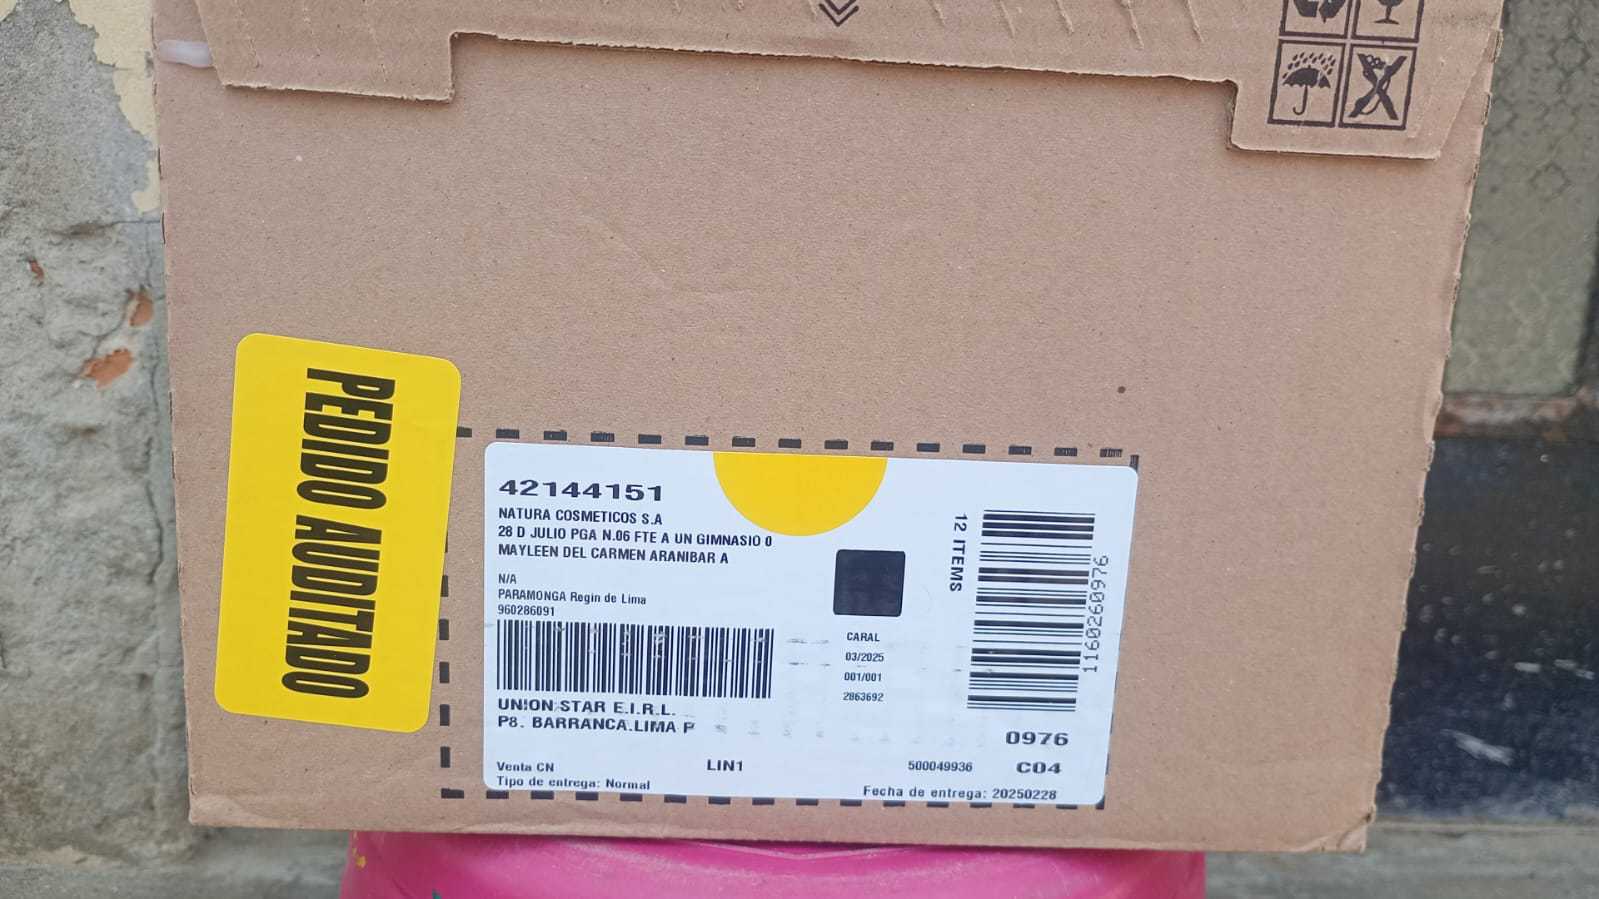 PEDIDO AUDITADO
42144151
NATURA COSMETICOS S.A
28 D JULIO PGA N.06 FTE A UN GIMNASIO 0
MAYLEEN DEL CARMEN ARANIBAR A
N/A
PARAMONGA Regin de Lima
960286091
UNION STAR E.I.R.L.
P8. BARRANCA.LIMA P
Venta CN
LIN1
Tipo de entrega: Normal
CARAL
03/2025
001/001
2863692
12 ITEMS
1160260976
0976
500049936
C04
Fecha de entrega: 20250228